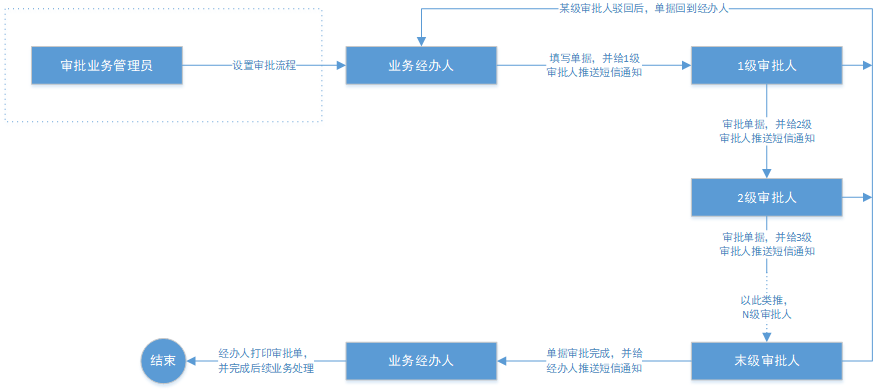 某级审批人驳回后，单据回到经办人
审批业务管理员
设置审批流程
业务经办人
填写单据，并给1级
审批人推送短信通知
1级审批人
审批单据，并给2级
审批人推送短信通知
2级审批人
审批单据，并给3级
审批人推送短信通知
以此类推，
N级审批人
末级审批人
单据审批完成，并给
经办人推送短信通知
业务经办人
经办人打印审批单，
并完成后续业务处理
结束